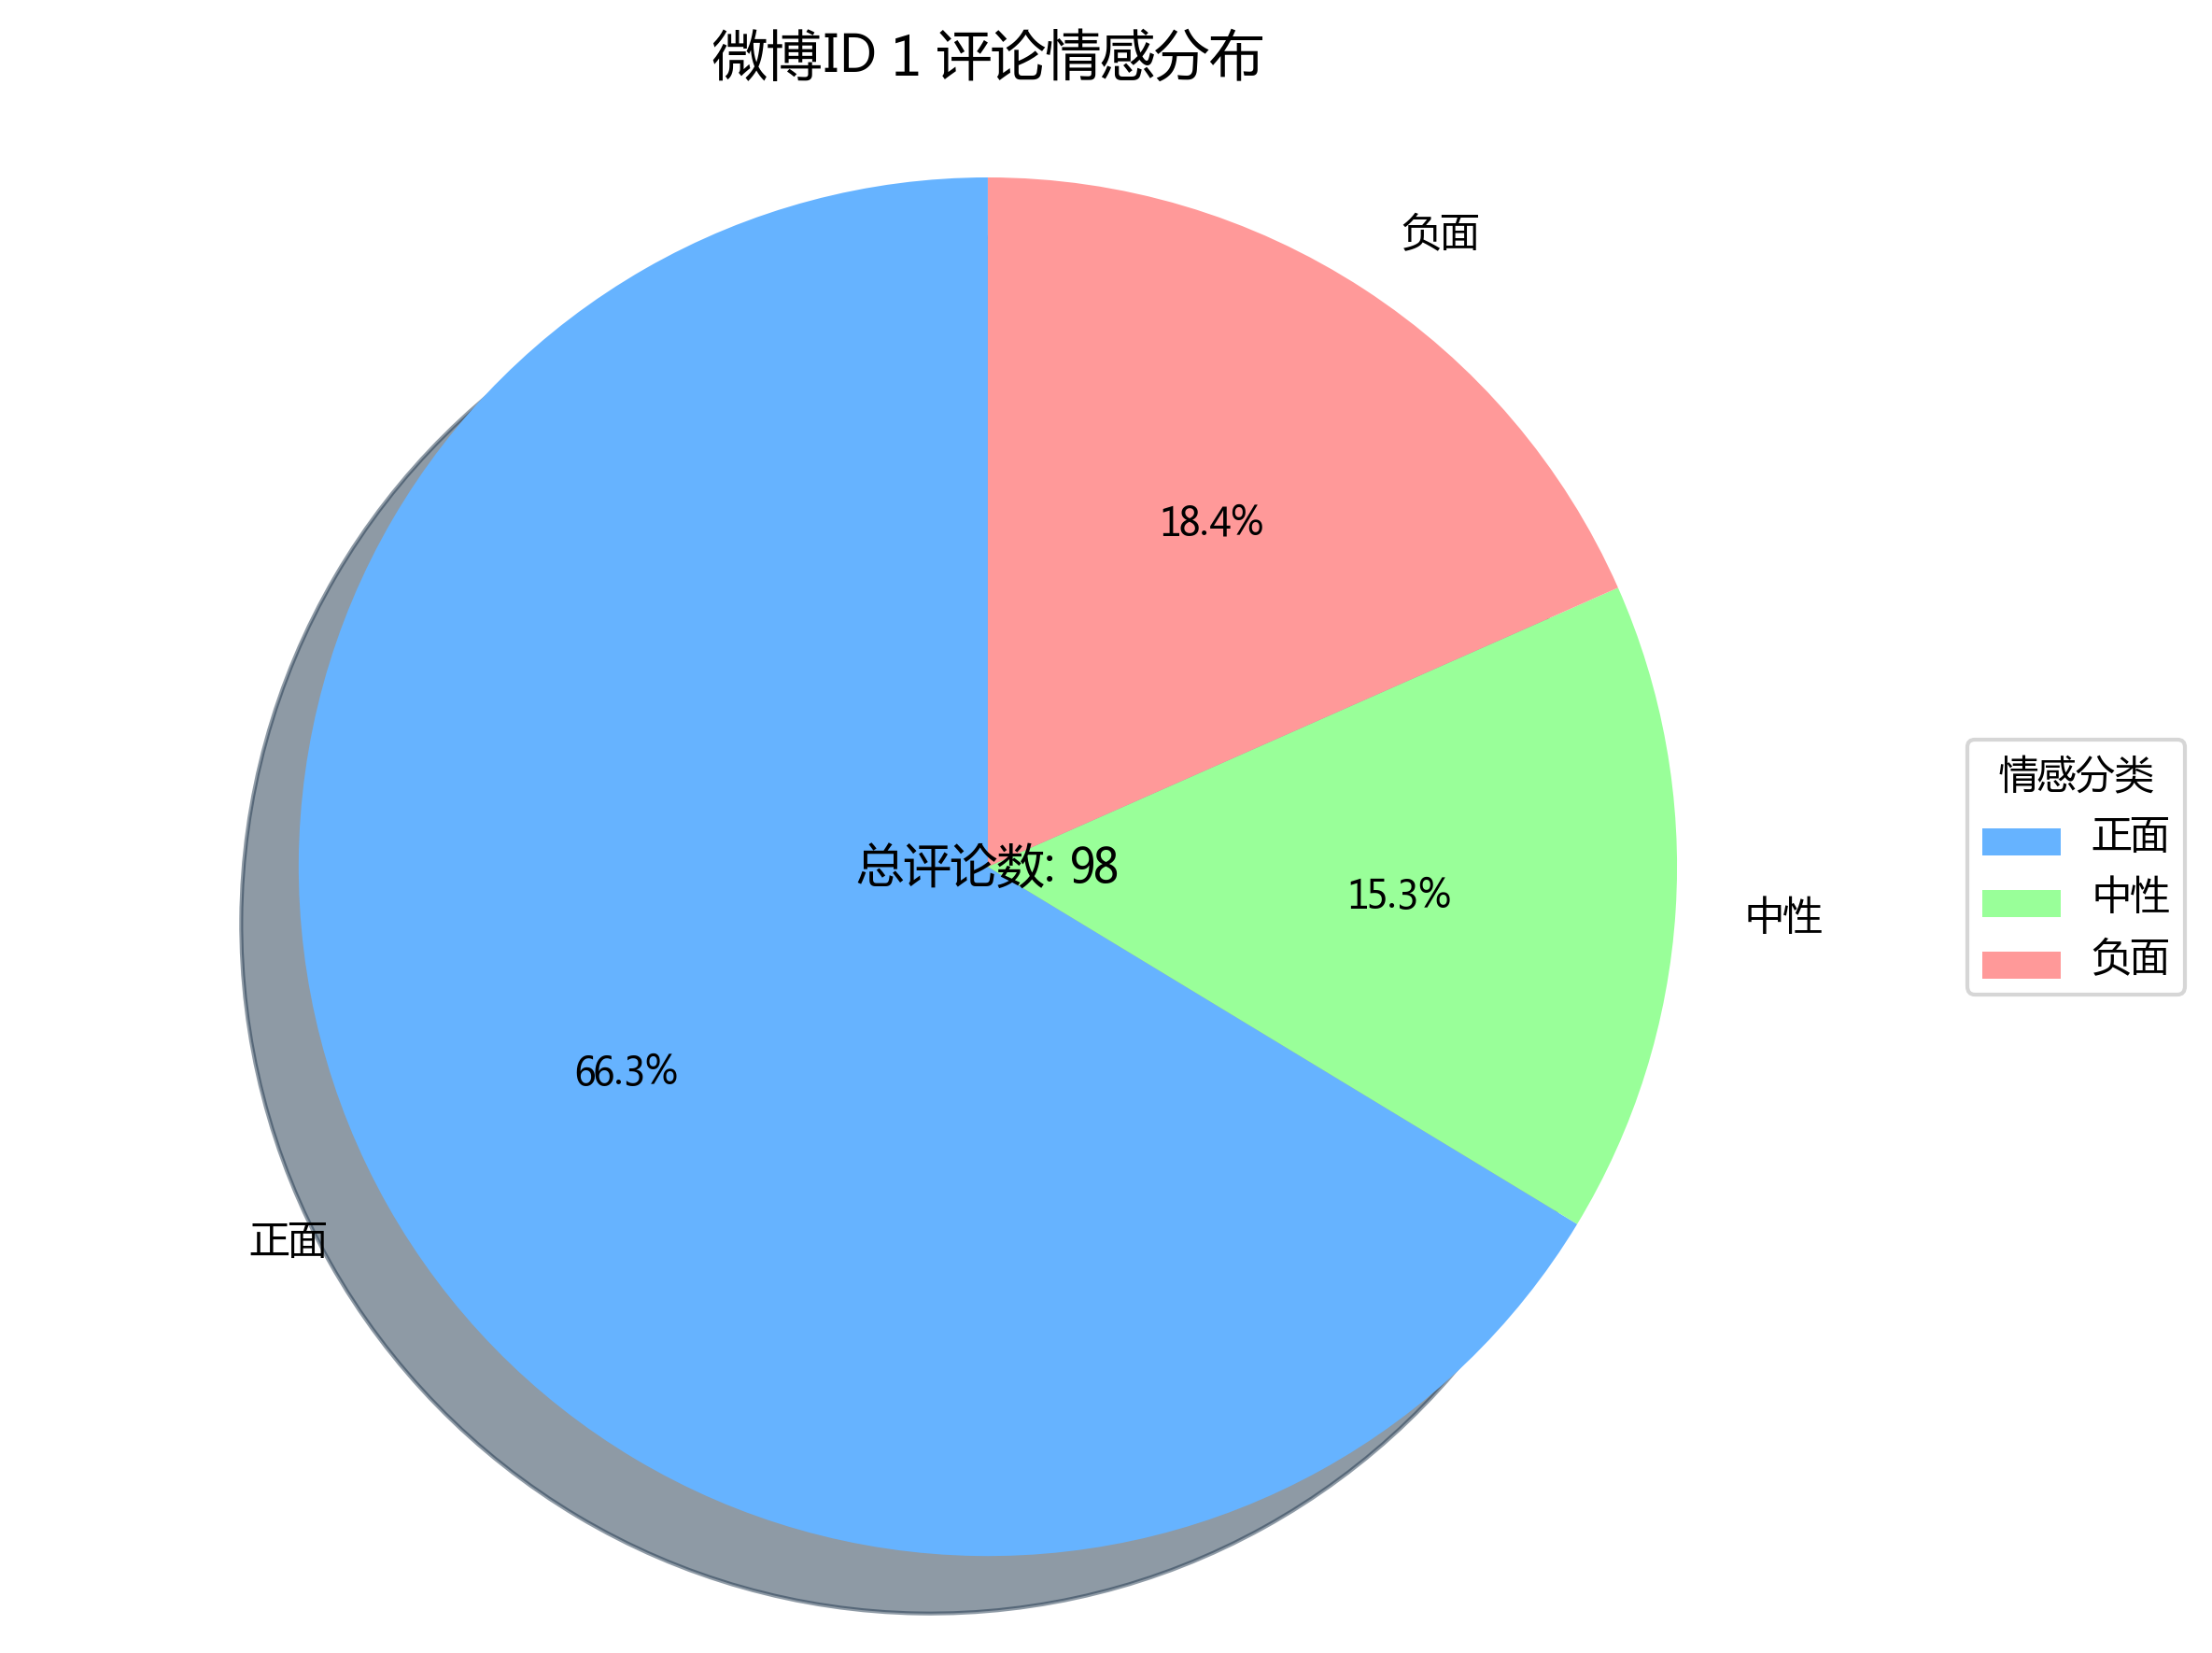 微博ID 1 评论情感分布
负面
18.4%
总评论数: 98
15.3%
中性
66.3%
正面
情感分类
正面
中性
负面